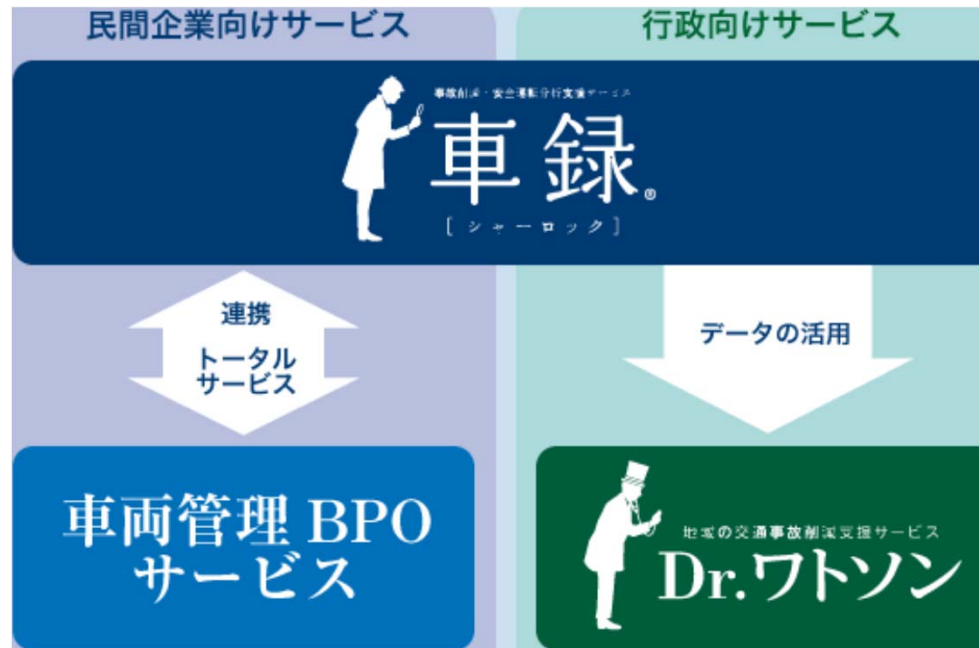 民間企業向けサービス
行政向けサービス
事故削減・安全運転分析支援サービス
車録®
[シャーロック]
連携
トータル
サービス
データの活用
車両管理 BPO
サービス
地域の交通事故削減支援サービス
Dr.ワトソン